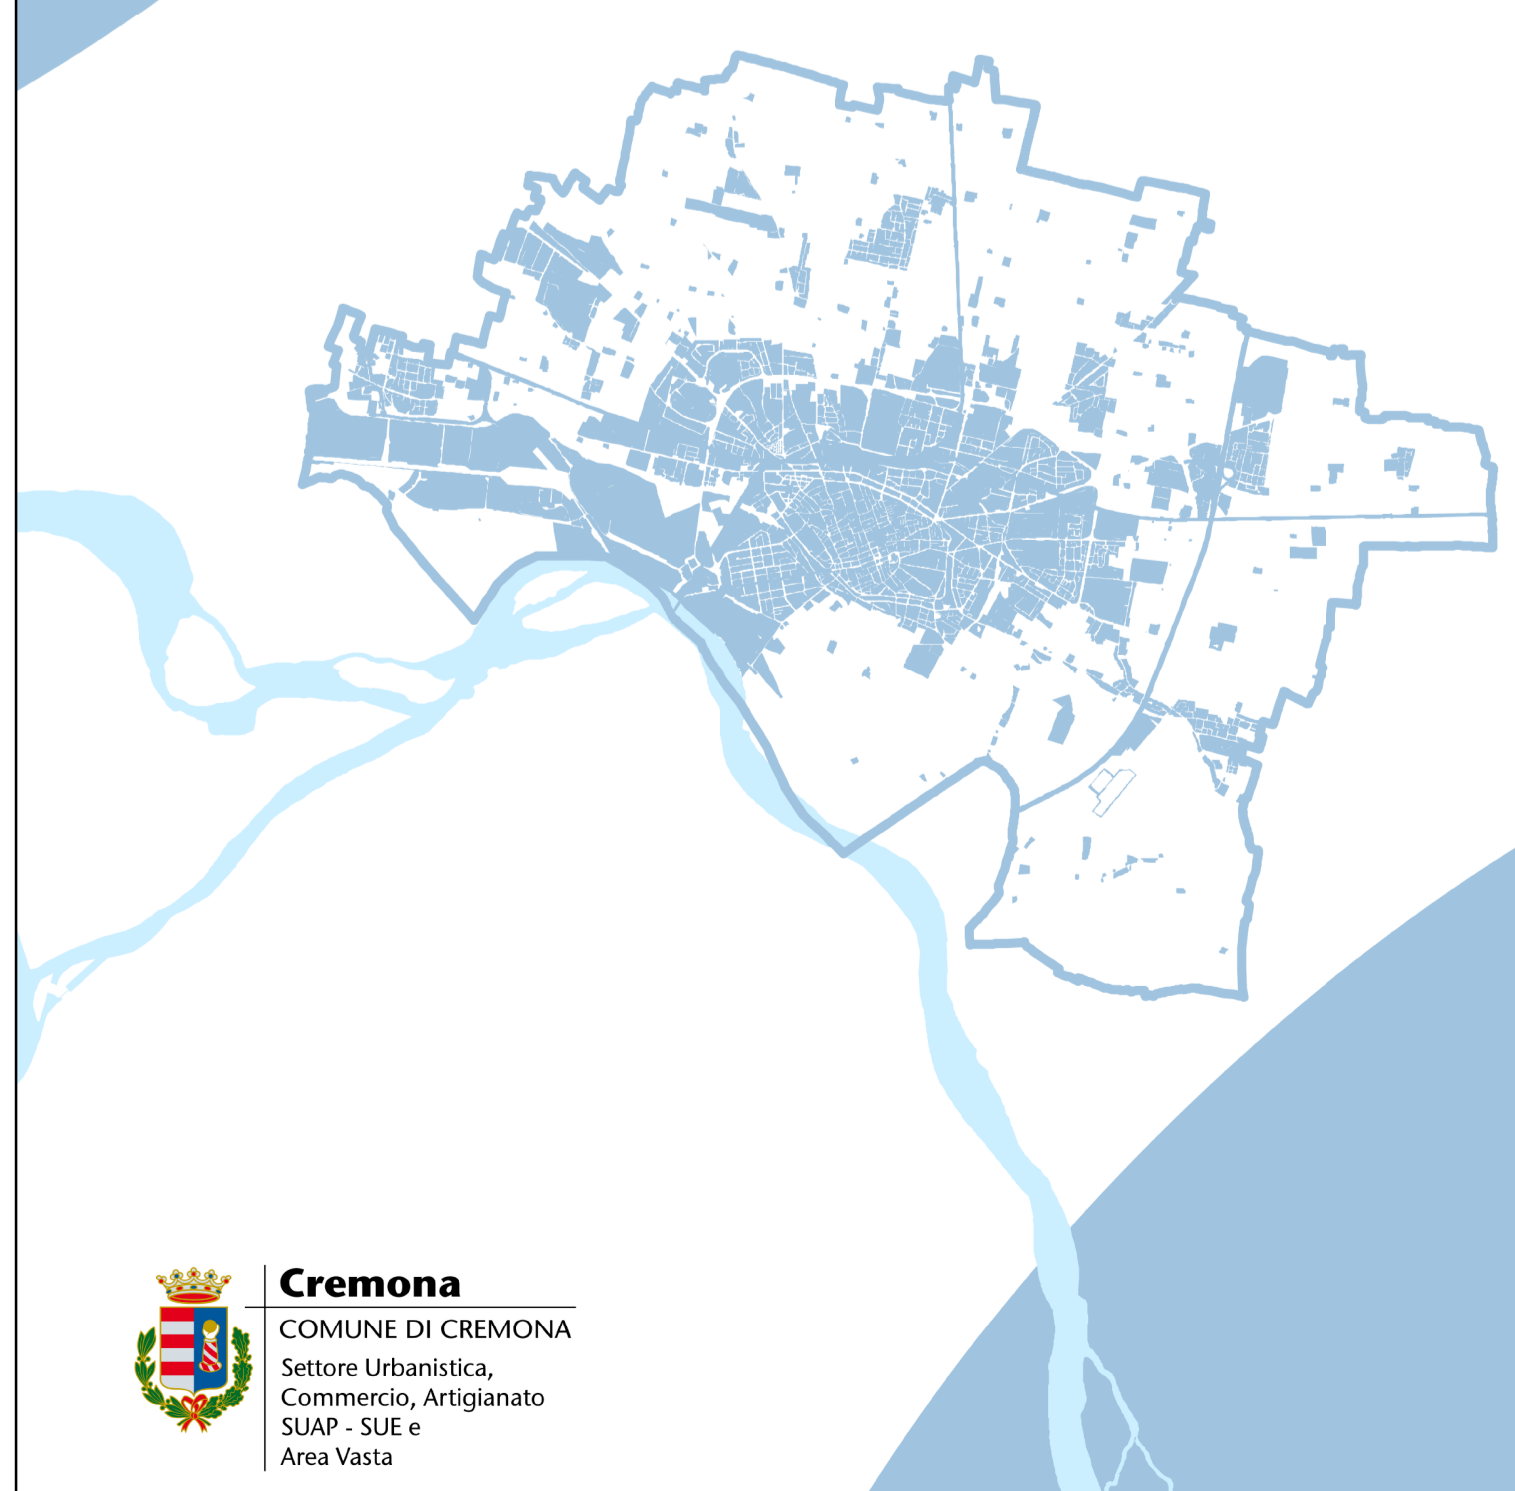 Cremona
COMUNE DI CREMONA
Settore Urbanistica,
Commercio, Artigianato
SUAP - SUE e
Area Vasta